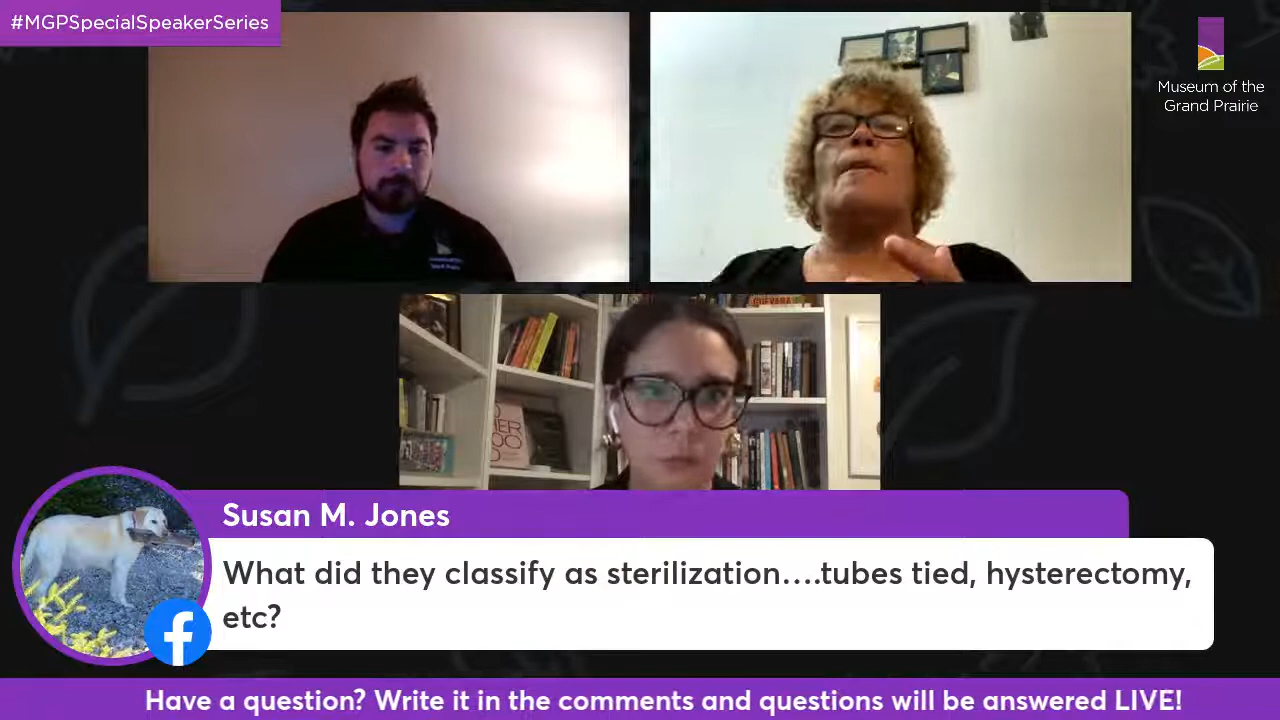 #MGPSpecialSpeakerSeries
Museum of the
Grand Prairie
GUEVARA
Susan M. Jones
What did they classify as sterilization....tubes tied, hysterectomy,
etc?
Have a question? Write it in the comments and questions will be answered LIVE!